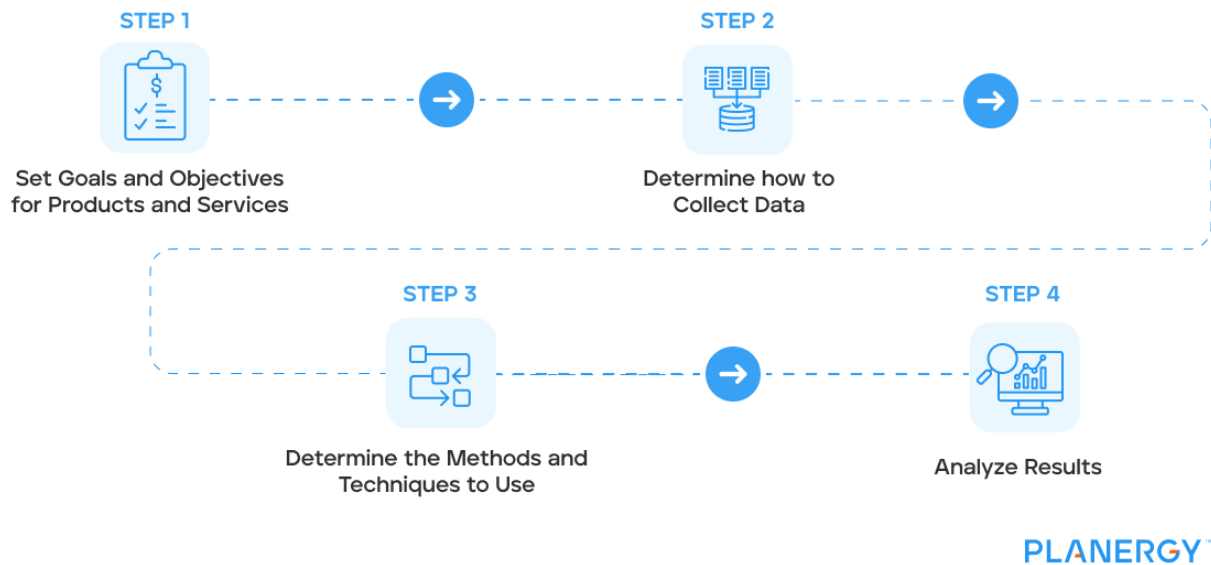 STEP 1
Set Goals and Objectives
for Products and Services
STEP 2
Determine how to
Collect Data
STEP 3
Determine the Methods and
Techniques to Use
STEP 4
Analyze Results
PLANERGY™